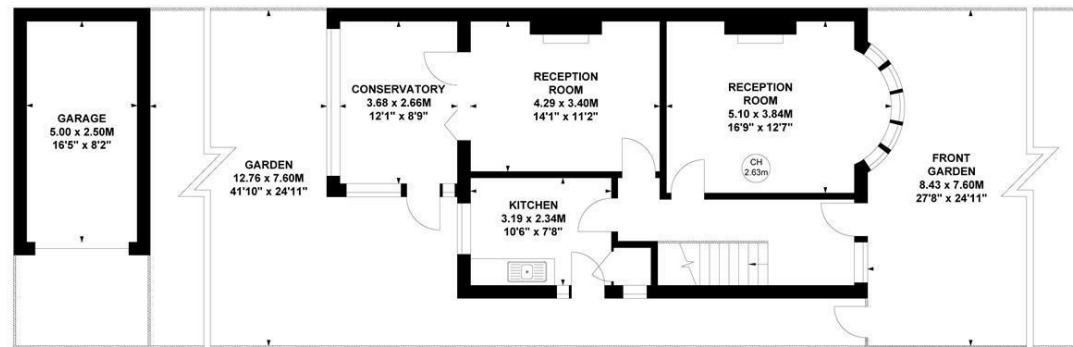 GARAGE
5.00 x 2.50M
16'5" x 8'2"
GARDEN
12.76 x 7.60M
41'10" x 24'11"
CONSERVATORY
3.68 x 2.66M
12'1" x 8'9"
RECEPTION
ROOM
4.29 x 3.40M
14'1" x 11'2"
KITCHEN
3.19 x 2.34M
10'6" x 7'8"
RECEPTION
ROOM
5.10 x 3.84M
16'9" x 12'7"
CH
2.63m
FRONT
GARDEN
8.43 x 7.60M
27'8" x 24'11"